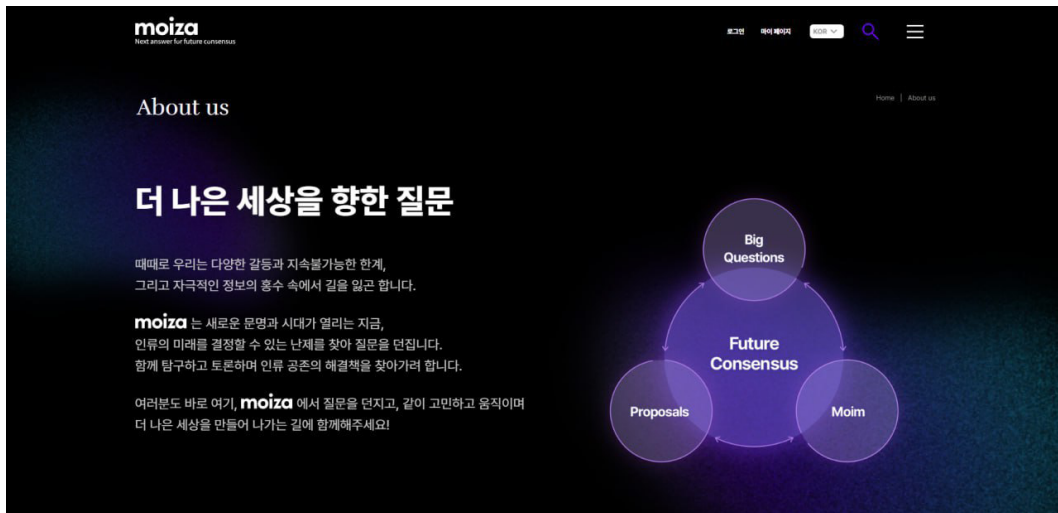 moiza
Next answer fur future cunsensus
로그인 마이 페이지 KOR
About us
Home | About us
더 나은 세상을 향한 질문
때때로 우리는 다양한 갈등과 지속불가능한 한계,
그리고 자극적인 정보의 홍수 속에서 길을 잃곤 합니다.
moiza 는 새로운 문명과 시대가 열리는 지금,
인류의 미래를 결정할 수 있는 난제를 찾아 질문을 던집니다.
함께 탐구하고 토론하며 인류 공존의 해결책을 찾아가려 합니다.
여러분도 바로 여기, moiza 에서 질문을 던지고, 같이 고민하고 움직이며
더 나은 세상을 만들어 나가는 길에 함께해주세요!
Big
Questions
Future
Consensus
Proposals
Moim